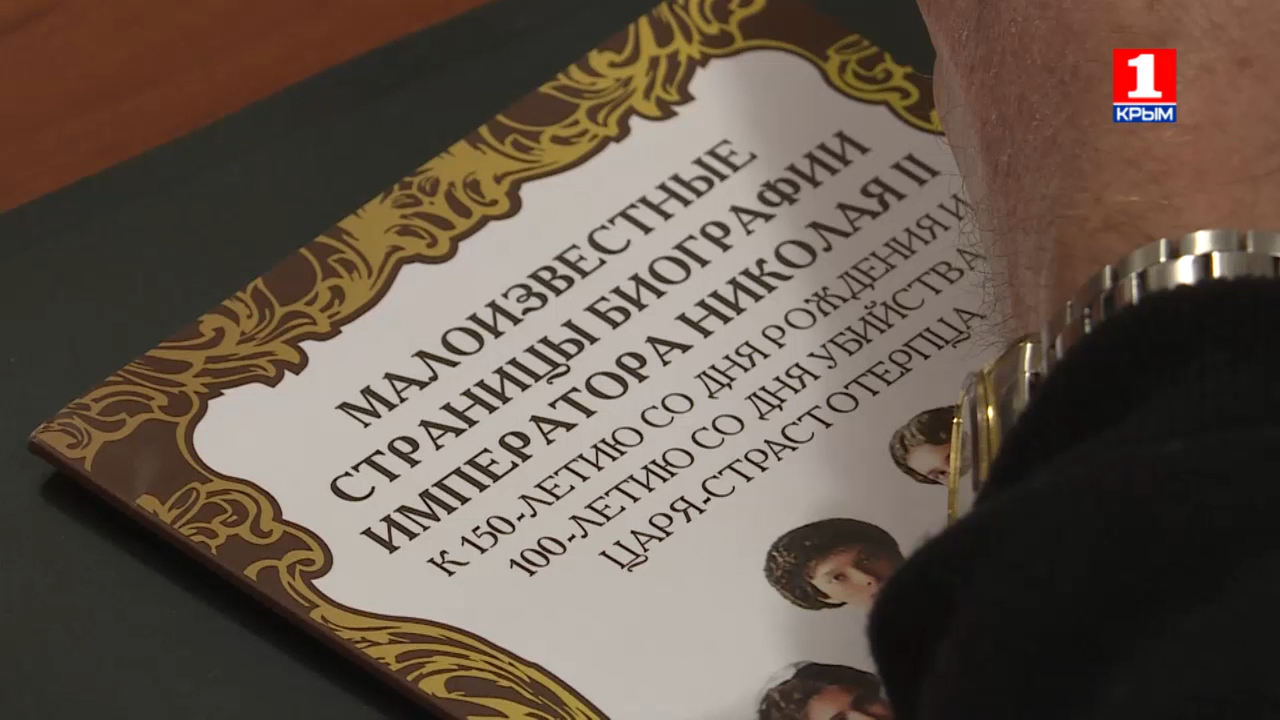 МАЛОИЗВЕСТНЫЕ
СТРАНИЦЫ БИОГРАФИИ
ИМПЕРАТОРА НИКОЛАЯ II
К 150-ЛЕТИЮ СО ДНЯ РОЖДЕНИЯ И
100-ЛЕТИЮ СО ДНЯ УБИЙСТВА
ЦАРЯ-СТРАСТОТЕРПЦА
1
КРЫМ